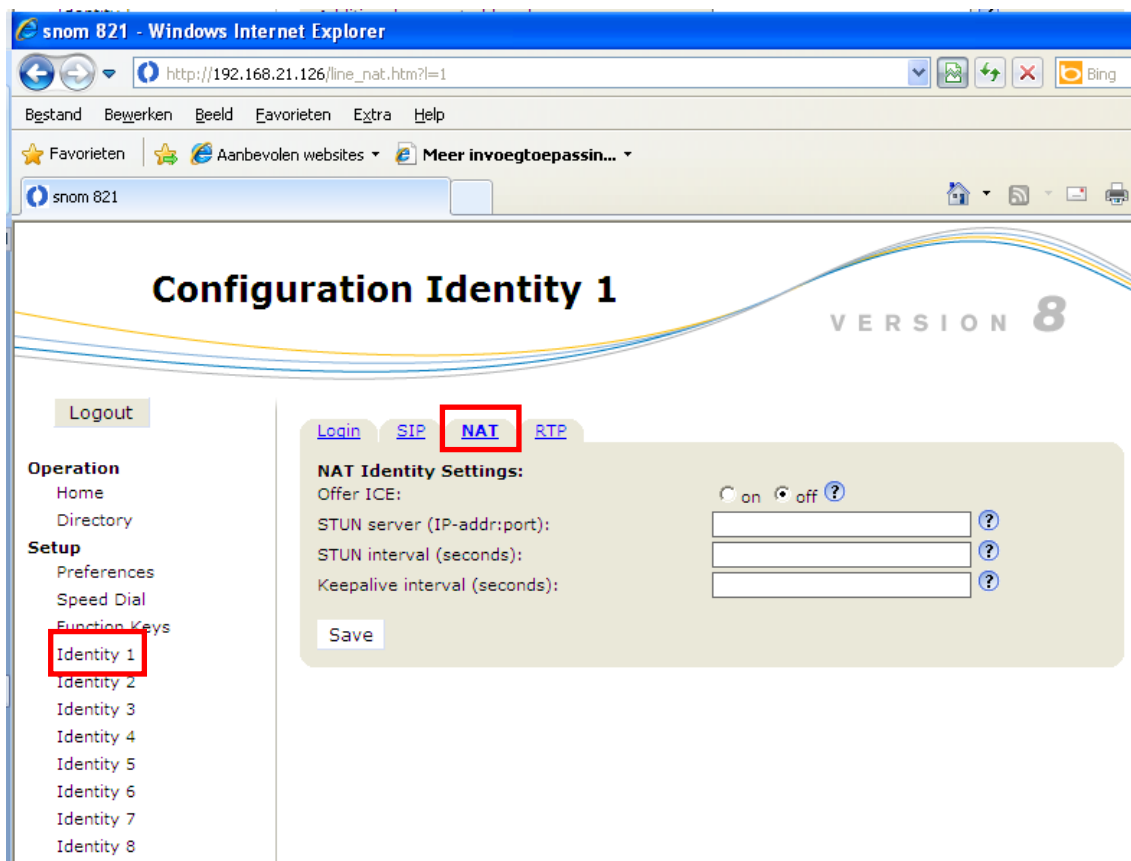 snom 821 - Windows Internet Explorer
http://192.168.21.126/line_nat.htm?l=1
Bing
Bestand Bewerken Beeld Favorieten Extra Help
Favorieten Aanbevolen websites Meer invoegtoepassin...
snom 821
Configuration Identity 1
VERSION 8
Logout
Login SIP NAT RTP
Operation
Home
Directory
Setup
Preferences
Speed Dial
Function Keys
Identity 1
Identity 2
Identity 3
Identity 4
Identity 5
Identity 6
Identity 7
Identity 8
NAT Identity Settings:
Offer ICE: on off ?
STUN server (IP-addr:port): ?
STUN interval (seconds): ?
Keepalive interval (seconds): ?
Save